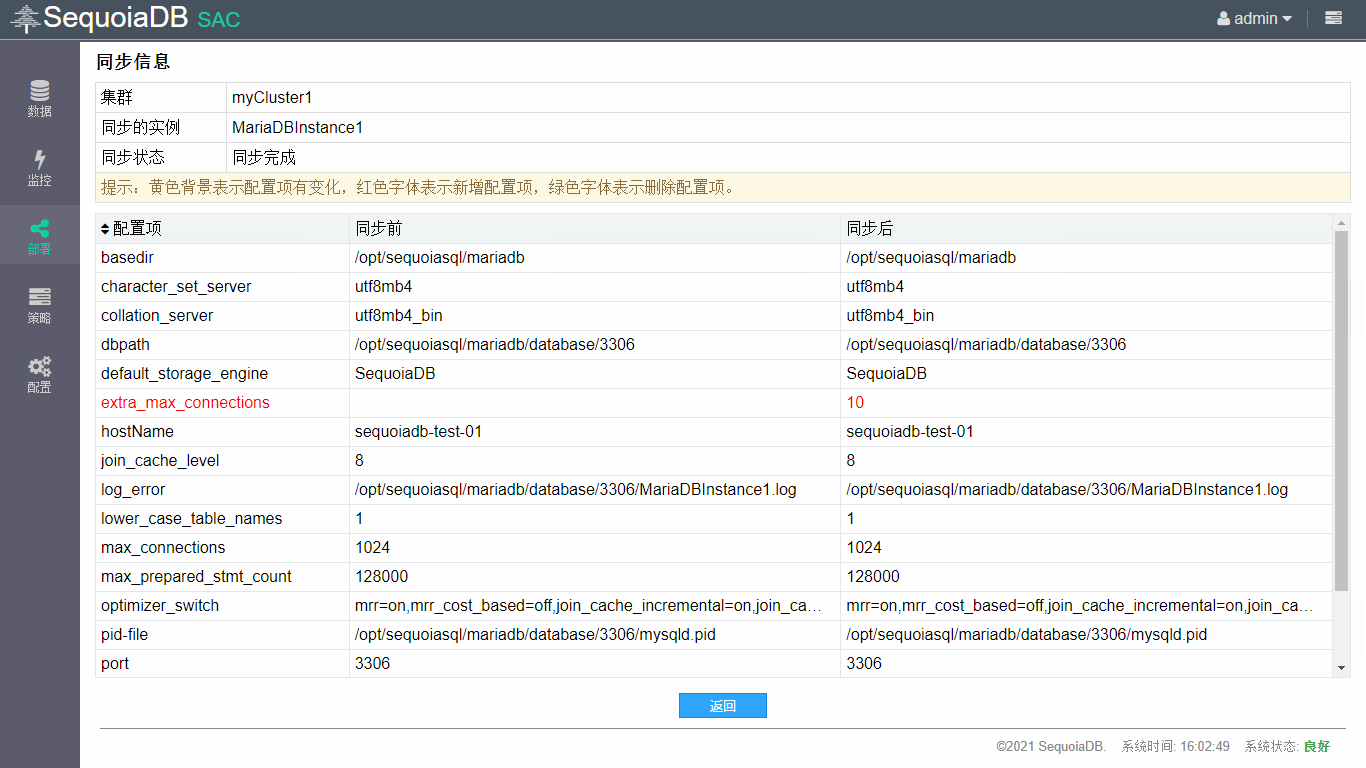 SequoiaDB SAC
admin
数据
监控
部署
策略
配置
同步信息
集群 myCluster1
同步的实例 MariaDBInstance1
同步状态 同步完成
提示：黄色背景表示配置项有变化，红色字体表示新增配置项，绿色字体表示删除配置项。
配置项 同步前 同步后
basedir /opt/sequoiasql/mariadb /opt/sequoiasql/mariadb
character_set_server utf8mb4 utf8mb4
collation_server utf8mb4_bin utf8mb4_bin
dbpath /opt/sequoiasql/mariadb/database/3306 /opt/sequoiasql/mariadb/database/3306
default_storage_engine SequoiaDB SequoiaDB
extra_max_connections 10
hostName sequoiadb-test-01 sequoiadb-test-01
join_cache_level 8 8
log_error /opt/sequoiasql/mariadb/database/3306/MariaDBInstance1.log /opt/sequoiasql/mariadb/database/3306/MariaDBInstance1.log
lower_case_table_names 1 1
max_connections 1024 1024
max_prepared_stmt_count 128000 128000
optimizer_switch mrr=on,mrr_cost_based=off,join_cache_incremental=on,join_ca… mrr=on,mrr_cost_based=off,join_cache_incremental=on,join_ca…
pid-file /opt/sequoiasql/mariadb/database/3306/mysqld.pid /opt/sequoiasql/mariadb/database/3306/mysqld.pid
port 3306 3306
返回
©2021 SequoiaDB. 系统时间: 16:02:49 系统状态: 良好